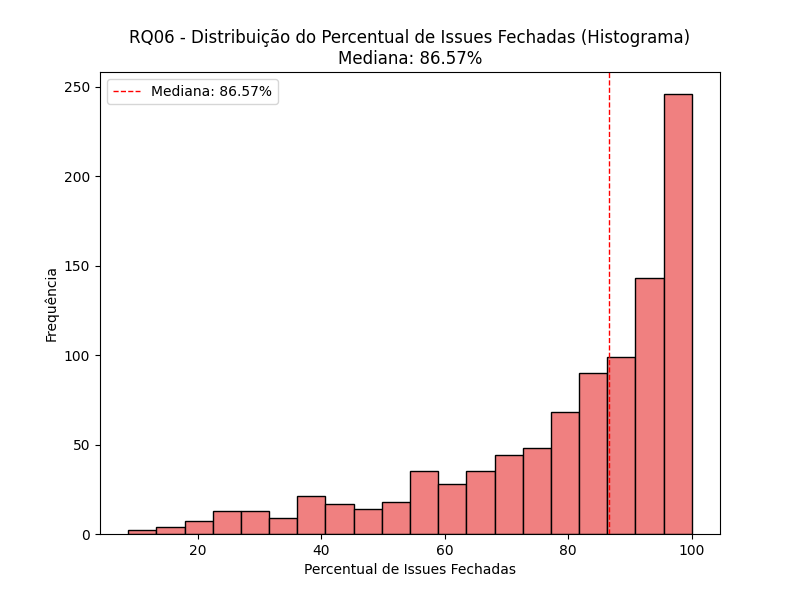 RQ06 - Distribuição do Percentual de Issues Fechadas (Histograma)
Mediana: 86.57%
Mediana: 86.57%
250
200
150
100
50
0
Frequência
20 40 60 80 100
Percentual de Issues Fechadas